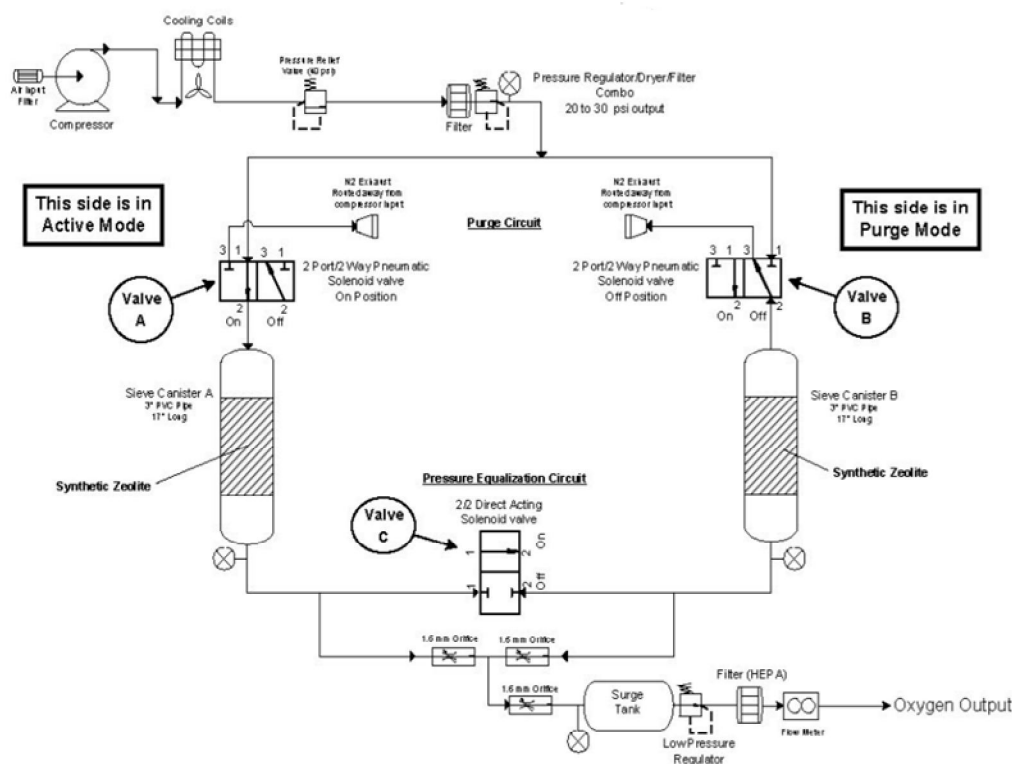 Cooling Coils
Air Input
Filter
Compressor
Pressure Relief
Valve (40 psi)
Filter
Pressure Regulator/Dryer/Filter
Combo
20 to 30 psi output
This side is in
Active Mode
N2 Exhaust
Routed away from
compressor Input
Purge Circuit
N2 Exhaust
Routed away from
compressor Input
This side is in
Purge Mode
3 1 3 1
2 2
On Off
2 Port/2 Way Pneumatic
Solenoid valve
On Position
Valve
A
2 Port/2 Way Pneumatic
Solenoid valve
Off Position
3 1 3 1
2 2
On Off
Valve
B
Sieve Canister A
3" PVC Pipe
17" Long
Synthetic Zeolite
Sieve Canister B
3" PVC Pipe
17" Long
Synthetic Zeolite
Pressure Equalization Circuit
2/2 Direct Acting
Solenoid valve
Valve
C
1 2 On
1 2 Off
1.6 mm Orifice
1.6 mm Orifice
1.6 mm Orifice
Surge
Tank
Low Pressure
Regulator
Filter (HEPA)
Flow Meter
Oxygen Output